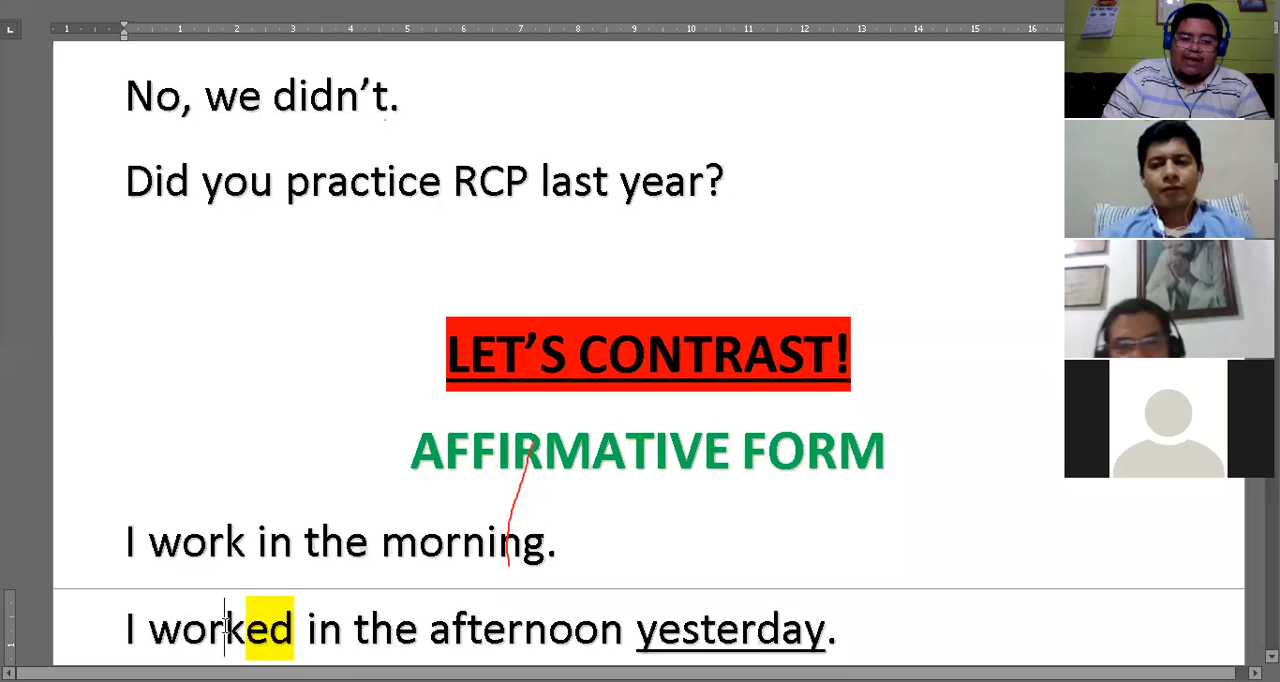 No, we didn’t.
Did you practice RCP last year?
LET’S CONTRAST!
AFFIRMATIVE FORM
I work in the morning.
I worked in the afternoon yesterday.